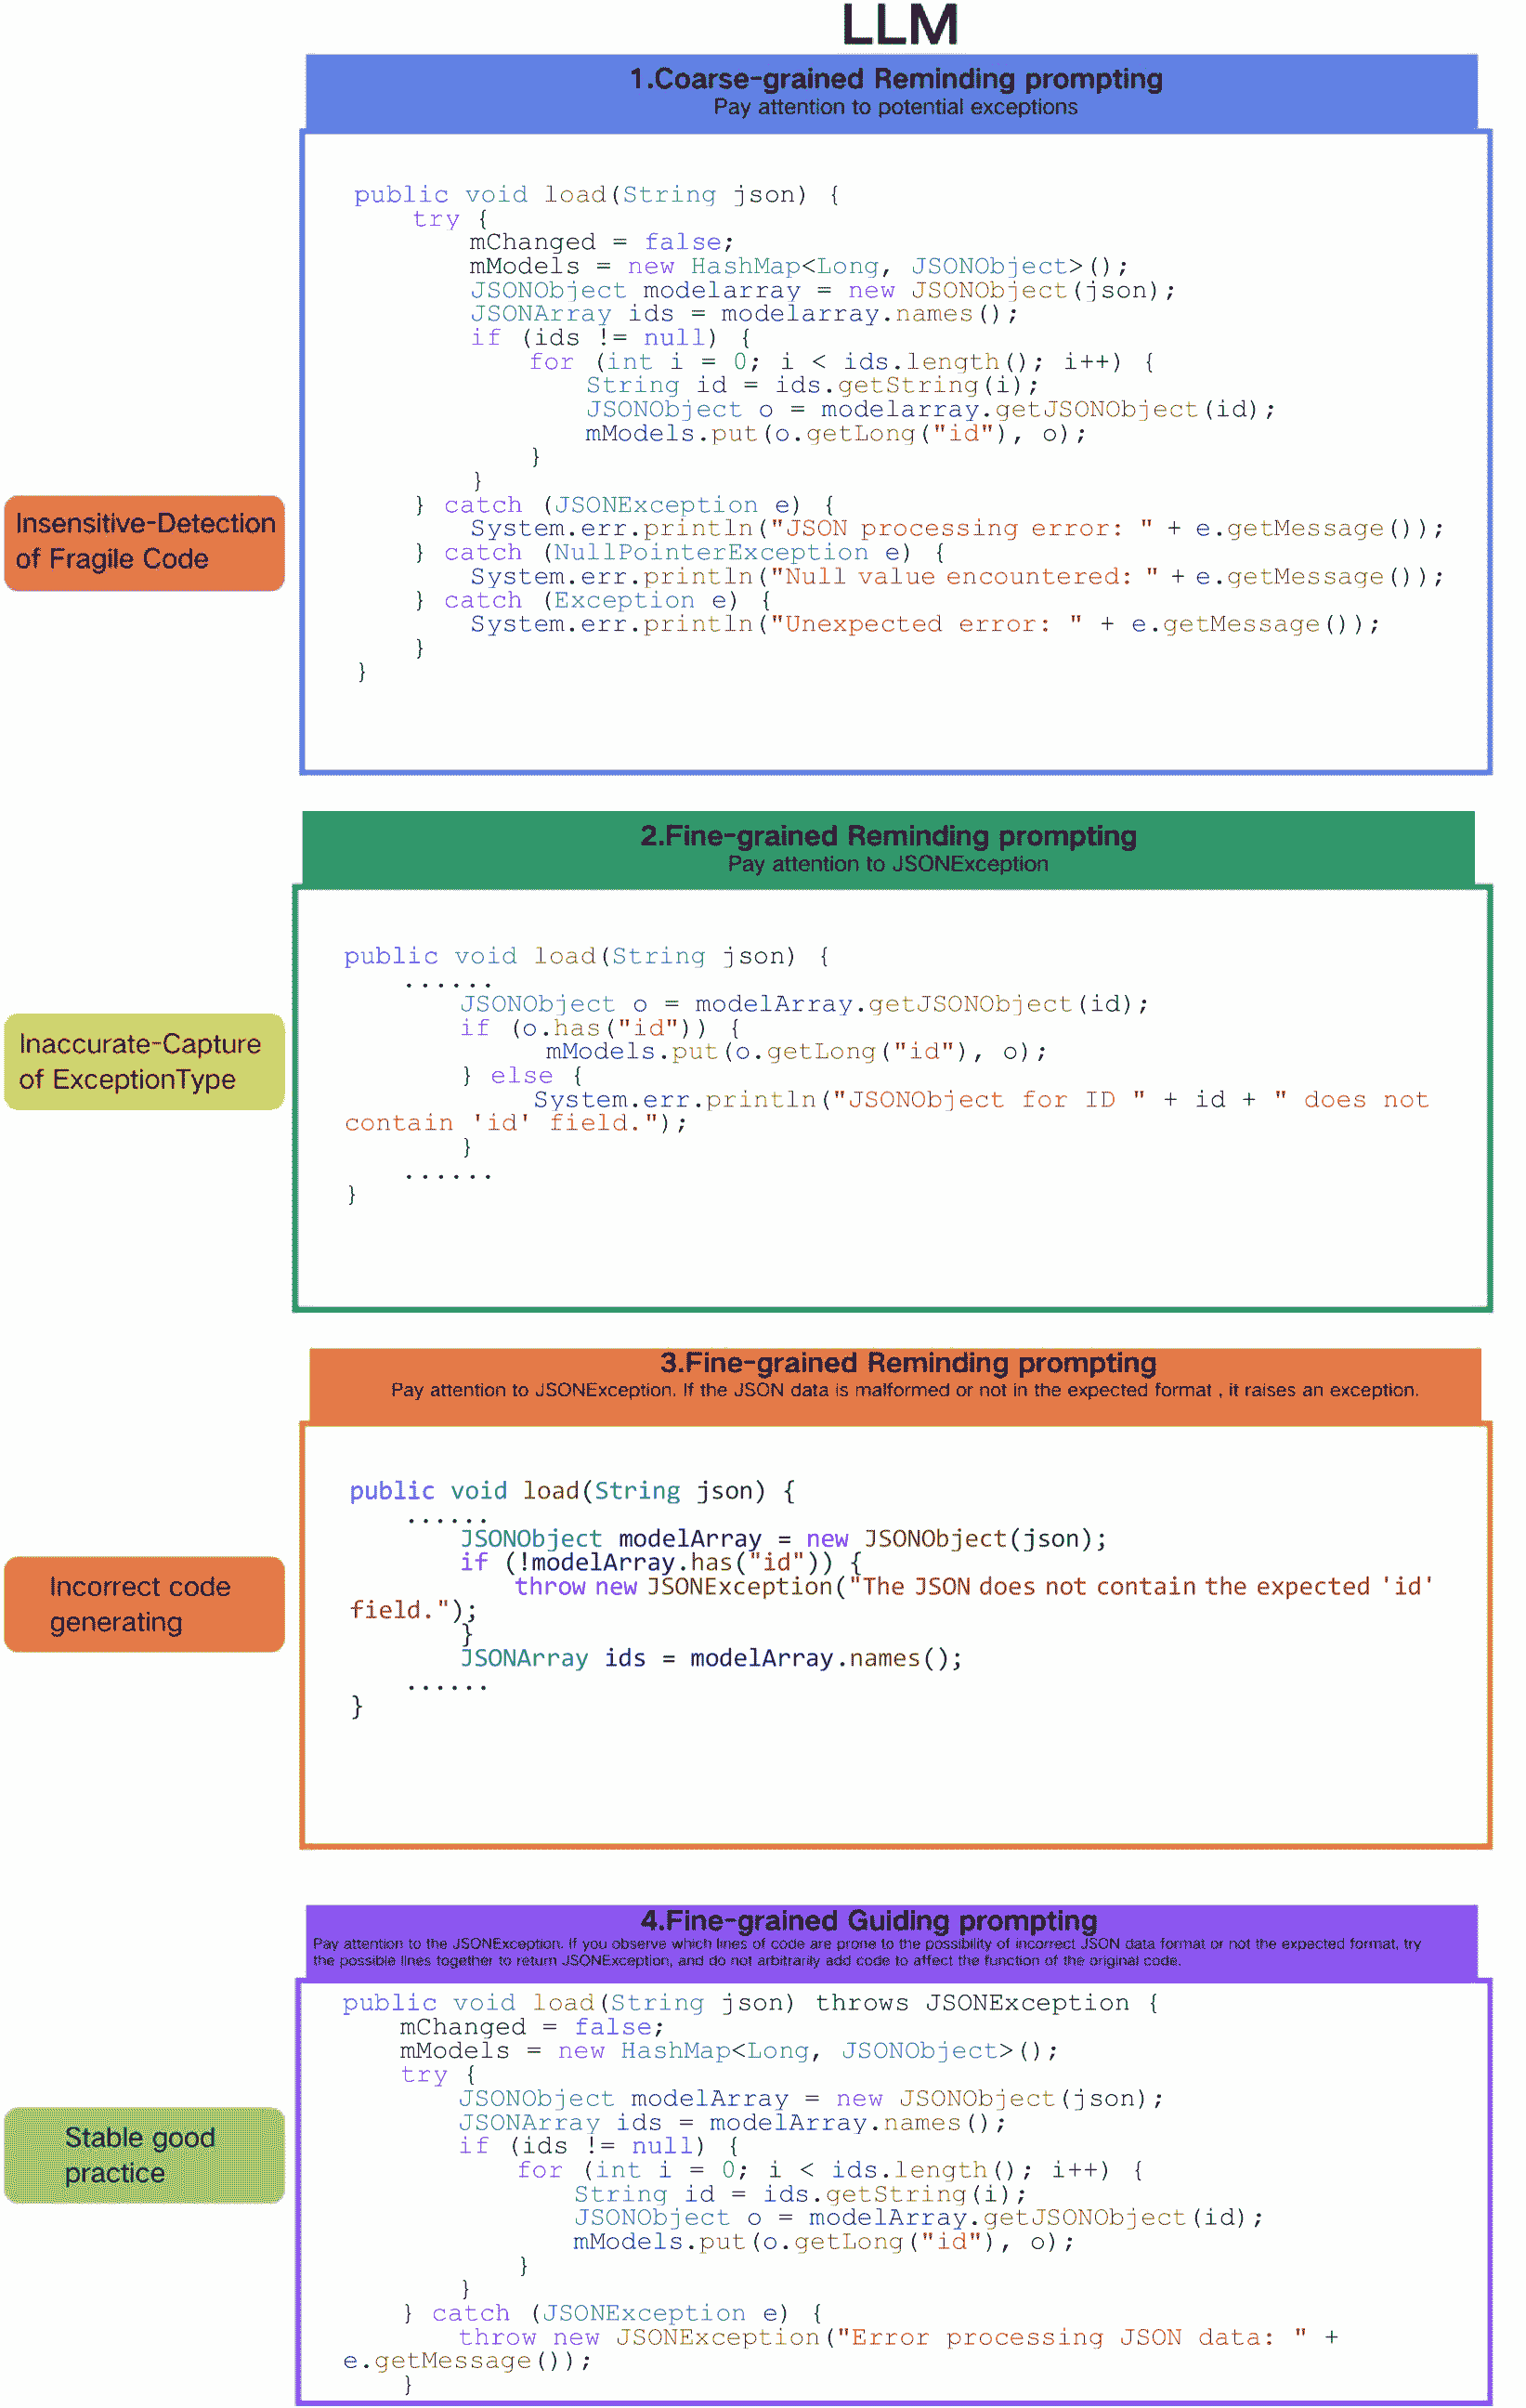 LLM
1.Coarse-grained Reminding prompting
Pay attention to potential exceptions
public void load(String json) {
try {
mChanged = false;
mModels = new HashMap<Long, JSONObject>();
JSONObject modelarray = new JSONObject(json);
JSONArray ids = modelarray.names();
if (ids != null) {
for (int i = 0; i < ids.length(); i++) {
String id = ids.getString(i);
JSONObject o = modelarray.getJSONObject(id);
mModels.put(o.getLong("id"), o);
}
}
} catch (JSONException e) {
System.err.println("JSON processing error: " + e.getMessage());
} catch (NullPointerException e) {
System.err.println("Null value encountered: " + e.getMessage());
} catch (Exception e) {
System.err.println("Unexpected error: " + e.getMessage());
}
}
Insensitive-Detection
of Fragile Code
2.Fine-grained Reminding prompting
Pay attention to JSONException
public void load(String json) {
......
JSONObject o = modelArray.getJSONObject(id);
if (o.has("id")) {
mModels.put(o.getLong("id"), o);
} else {
System.err.println("JSONObject for ID " + id + " does not
contain 'id' field.");
}
......
}
Inaccurate-Capture
of ExceptionType
3.Fine-grained Reminding prompting
Pay attention to JSONException. If the JSON data is malformed or not in the expected format , it raises an exception.
public void load(String json) {
......
JSONObject modelArray = new JSONObject(json);
if (!modelArray.has("id")) {
throw new JSONException("The JSON does not contain the expected 'id'
field.");
}
JSONArray ids = modelArray.names();
......
}
Incorrect code
generating
4.Fine-grained Guiding prompting
Pay attention to the JSONException. If you observe which lines of code are prone to the possibility of incorrect JSON data format or not the expected format, try
the possible lines together to return JSONException, and do not arbitrarily add code to affect the function of the original code.
public void load(String json) throws JSONException {
mChanged = false;
mModels = new HashMap<Long, JSONObject>();
try {
JSONObject modelArray = new JSONObject(json);
JSONArray ids = modelArray.names();
if (ids != null) {
for (int i = 0; i < ids.length(); i++) {
String id = ids.getString(i);
JSONObject o = modelArray.getJSONObject(id);
mModels.put(o.getLong("id"), o);
}
}
} catch (JSONException e) {
throw new JSONException("Error processing JSON data: " +
e.getMessage());
}
Stable good
practice